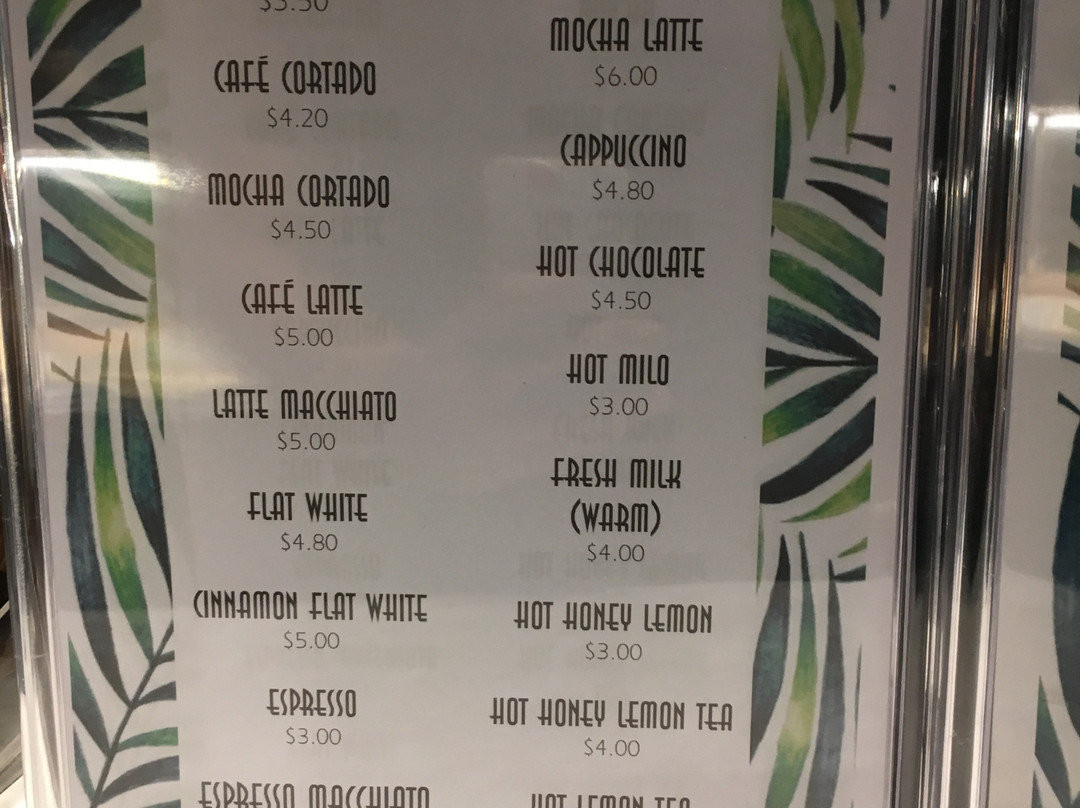 $3.50
CAFÉ CORTADO
$4.20
MOCHA CORTADO
$4.50
CAFÉ LATTE
$5.00
LATTE MACCHIATO
$5.00
FLAT WHITE
$4.80
CINNAMON FLAT WHITE
$5.00
ESPRESSO
$3.00
ESPRESSO MACCHIATO
MOCHA LATTE
$6.00
CAPPUCCINO
$4.80
HOT CHOCOLATE
$4.50
HOT MILO
$3.00
FRESH MILK
(WARM)
$4.00
HOT HONEY LEMON
$3.00
HOT HONEY LEMON TEA
$4.00
HOT LEMON TEA